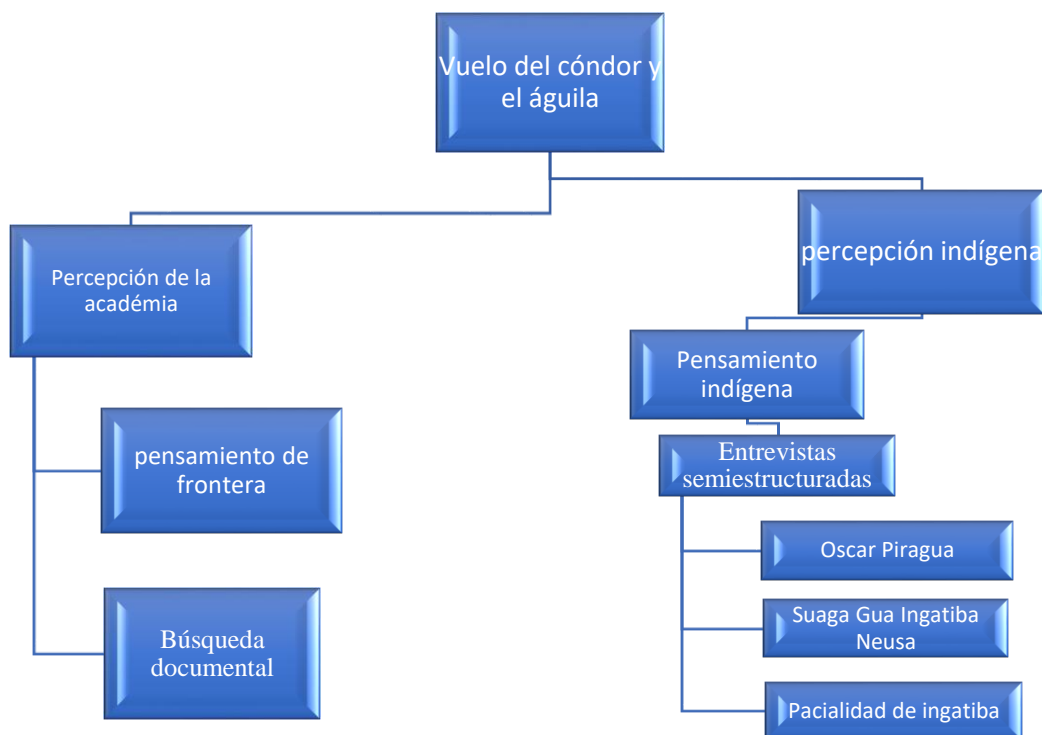 Vuelo del cóndor y
el águila
Percepción de la
académia
pensamiento de
frontera
Búsqueda
documental
percepción indígena
Pensamiento
indígena
Entrevistas
semiestructuradas
Oscar Piragua
Suaga Gua Ingatiba
Neusa
Pacialidad de ingatiba